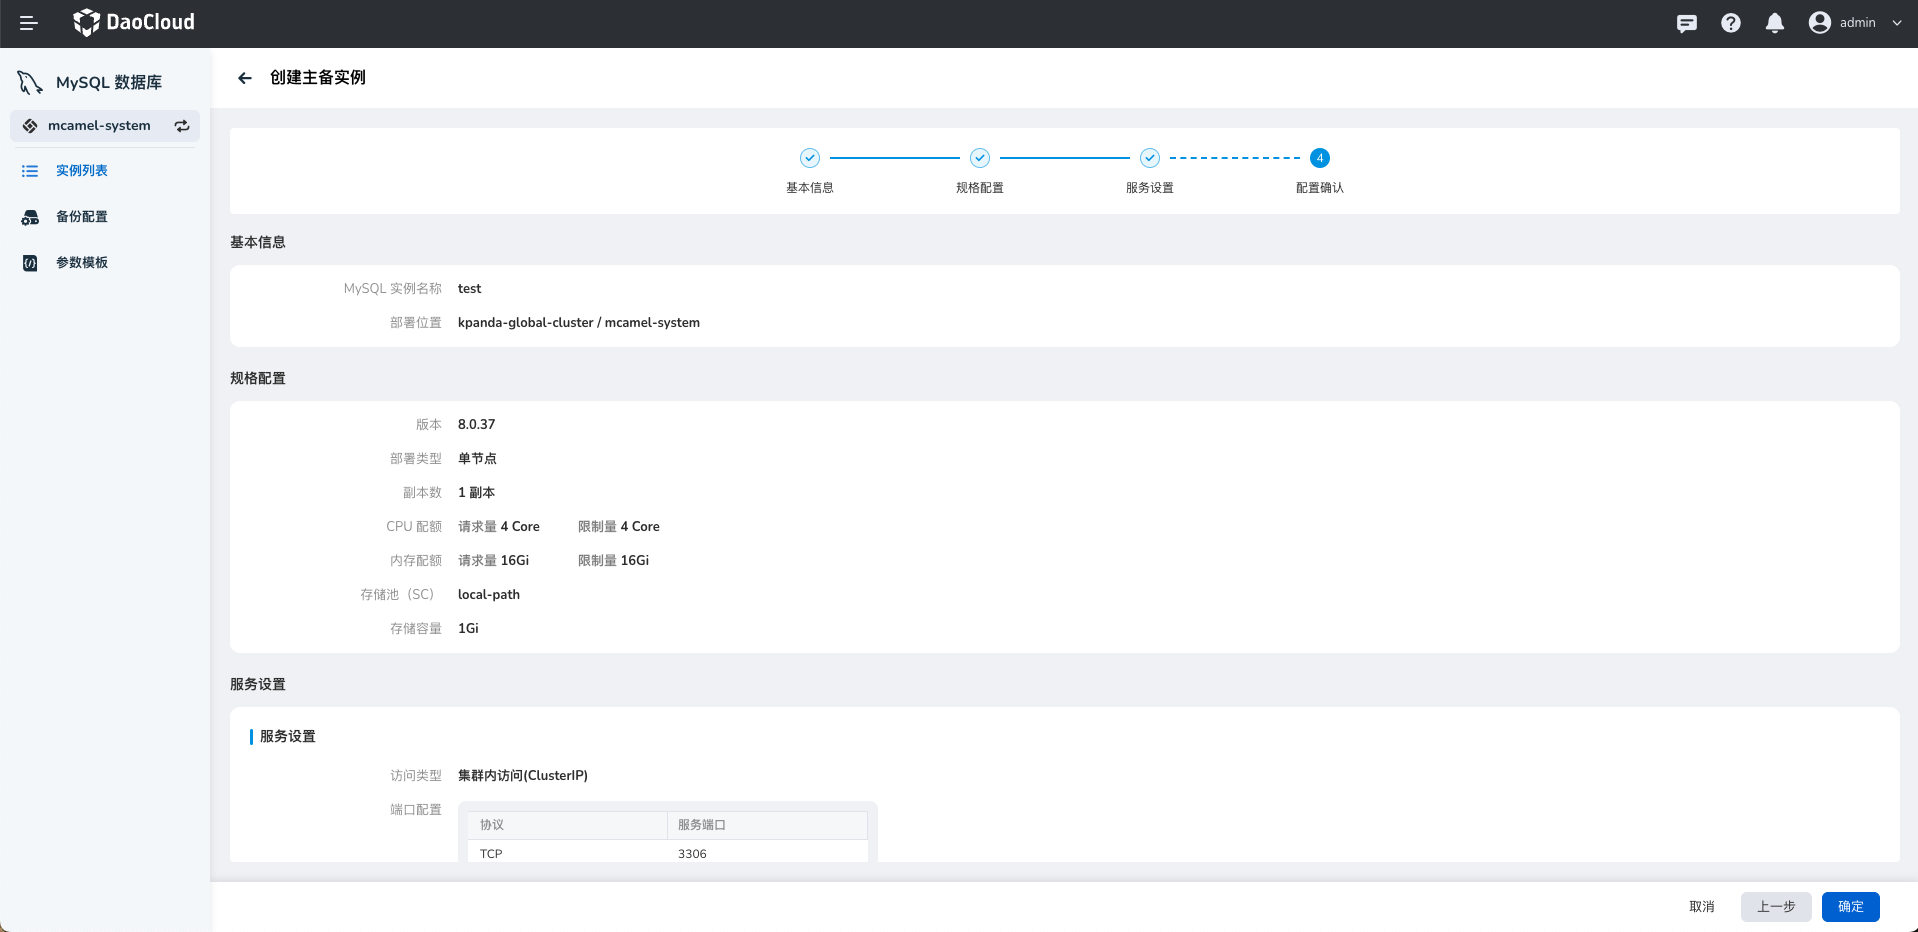 DaoCloud
admin
MySQL 数据库
mcamel-system
实例列表
备份配置
参数模板
创建主备实例
基本信息
规格配置
服务设置
4
配置确认
基本信息
MySQL 实例名称 test
部署位置 kpanda-global-cluster / mcamel-system
规格配置
版本 8.0.37
部署类型 单节点
副本数 1 副本
CPU 配额 请求量 4 Core 限制量 4 Core
内存配额 请求量 16Gi 限制量 16Gi
存储池（SC） local-path
存储容量 1Gi
服务设置
服务设置
访问类型 集群内访问(ClusterIP)
端口配置
协议 服务端口
TCP 3306
取消 上一步 确定